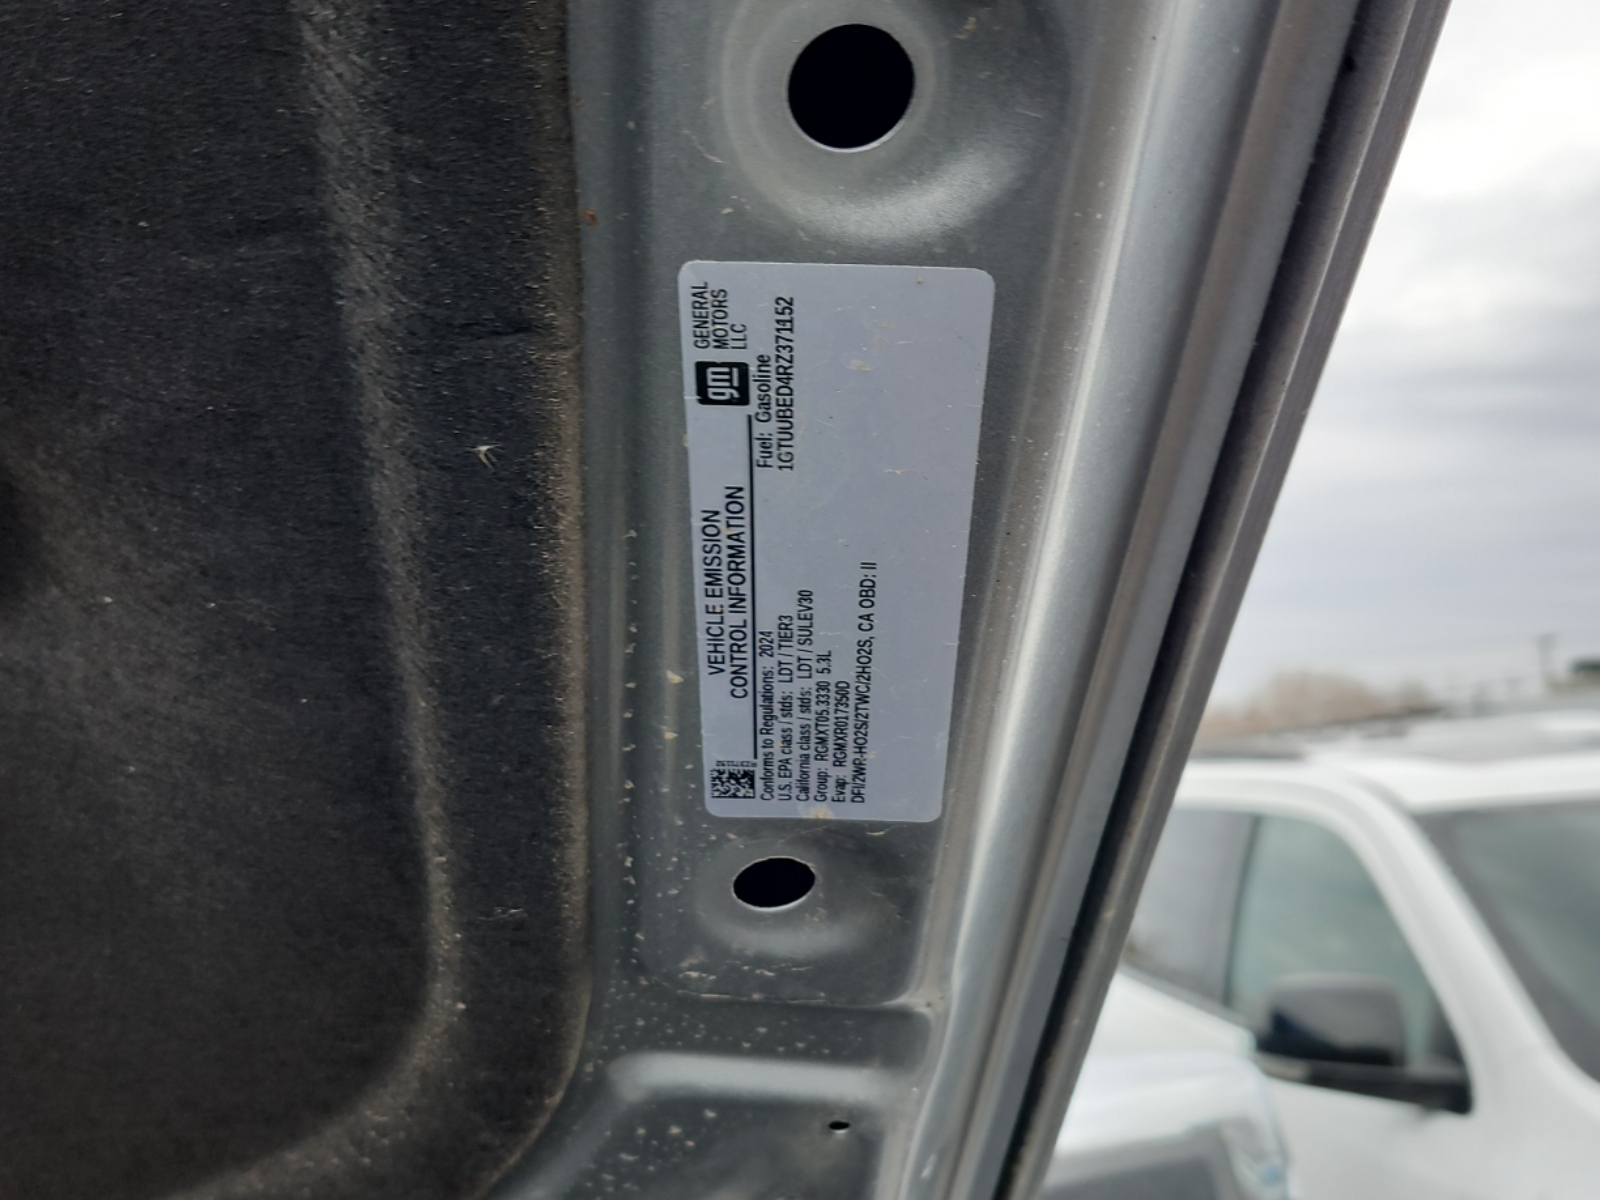 VEHICLE EMISSION
CONTROL INFORMATION
gm
GENERAL
MOTORS
LLC
Fuel: Gasoline
1GTUUBED4RZ371152
Conforms to Regulations: 2024
U.S. EPA class / stds: LDT / TIER3
California class / stds: LDT / SULEV30
Group: RGMXT05.3330 5.3L
Evap: RGMXR017350D
DFI/2WR-HO2S/2TWC/2HO2S, CA OBD: II